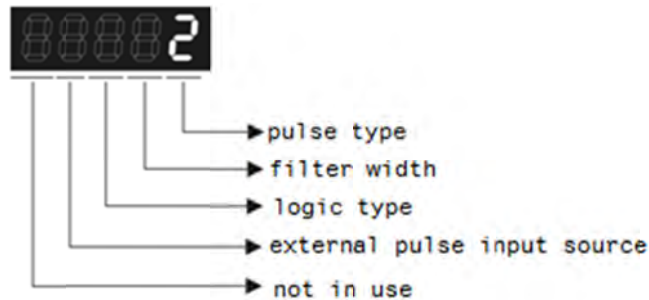 2
pulse type
filter width
logic type
external pulse input source
not in use